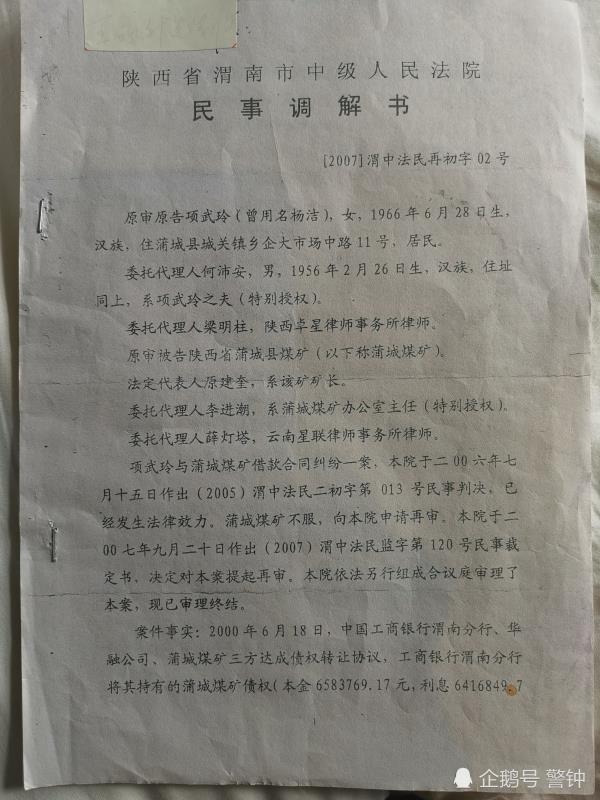 陕西省渭南市中级人民法院
民事调解书
[2007]渭中法民再初字02号
原审原告项武玲(曾用名杨洁),女,1966年6月28日生,
汉族,住蒲城县城关镇乡企大市场中路11号,居民。
委托代理人何沛安,男,1956年2月26日生,汉族,住址
同上,系项武玲之夫(特别授权)。
委托代理人梁明柱,陕西卓星律师事务所律师。
原审被告陕西省蒲城县煤矿(以下称蒲城煤矿)。
法定代表人原建奎,系该矿矿长。
委托代理人李进潮,系蒲城煤矿办公室主任(特别授权)。
委托代理人薛灯塔,云南星联律师事务所律师。
项武玲与蒲城煤矿借款合同纠纷一案,本院于二00六年七
月十五日作出(2005)渭中法民二初字第 013 号民事判决,已
经发生法律效力。蒲城煤矿不服,向本院申请再审。本院于二
00七年九月二十日作出(2007)渭中法民监字第 120 号民事裁
定书,决定对本案提起再审。本院依法另行组成合议庭审理了
本案,现已审理终结。
案件事实:2000年6月18日,中国工商银行渭南分行、华
融公司、蒲城煤矿三方达成债权转让协议,工商银行渭南分行
将其持有的蒲城煤矿债权(本金6583769.17元,利息6416849.7
1
企鹅号 警钟